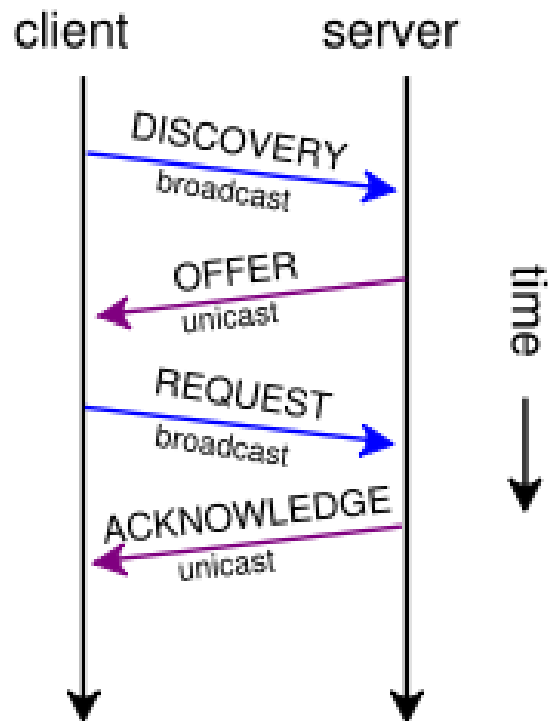 client
server
DISCOVERY
broadcast
OFFER
unicast
time
REQUEST
broadcast
ACKNOWLEDGE
unicast